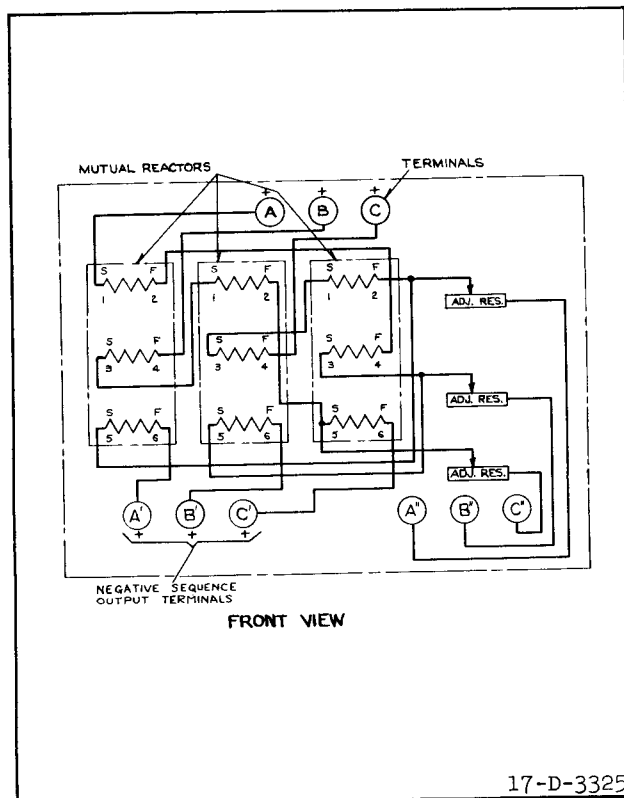 MUTUAL REACTORS
TERMINALS
+ + +
A B C
S F S F S F
1 2 1 2 1 2
ADJ. RES.
S F S F S F
3 4 3 4 3 4
ADJ. RES.
S F S F S F
5 6 5 6 5 6
ADJ. RES.
A' B' C' A" B" C"
+ + +
NEGATIVE SEQUENCE
OUTPUT TERMINALS
FRONT VIEW
17-D-3325